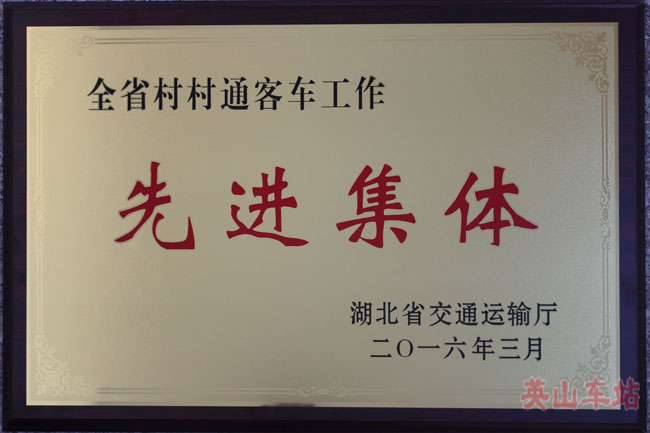 全省村村通客车工作
先进集体
湖北省交通运输厅
二〇一六年三月
英山车站